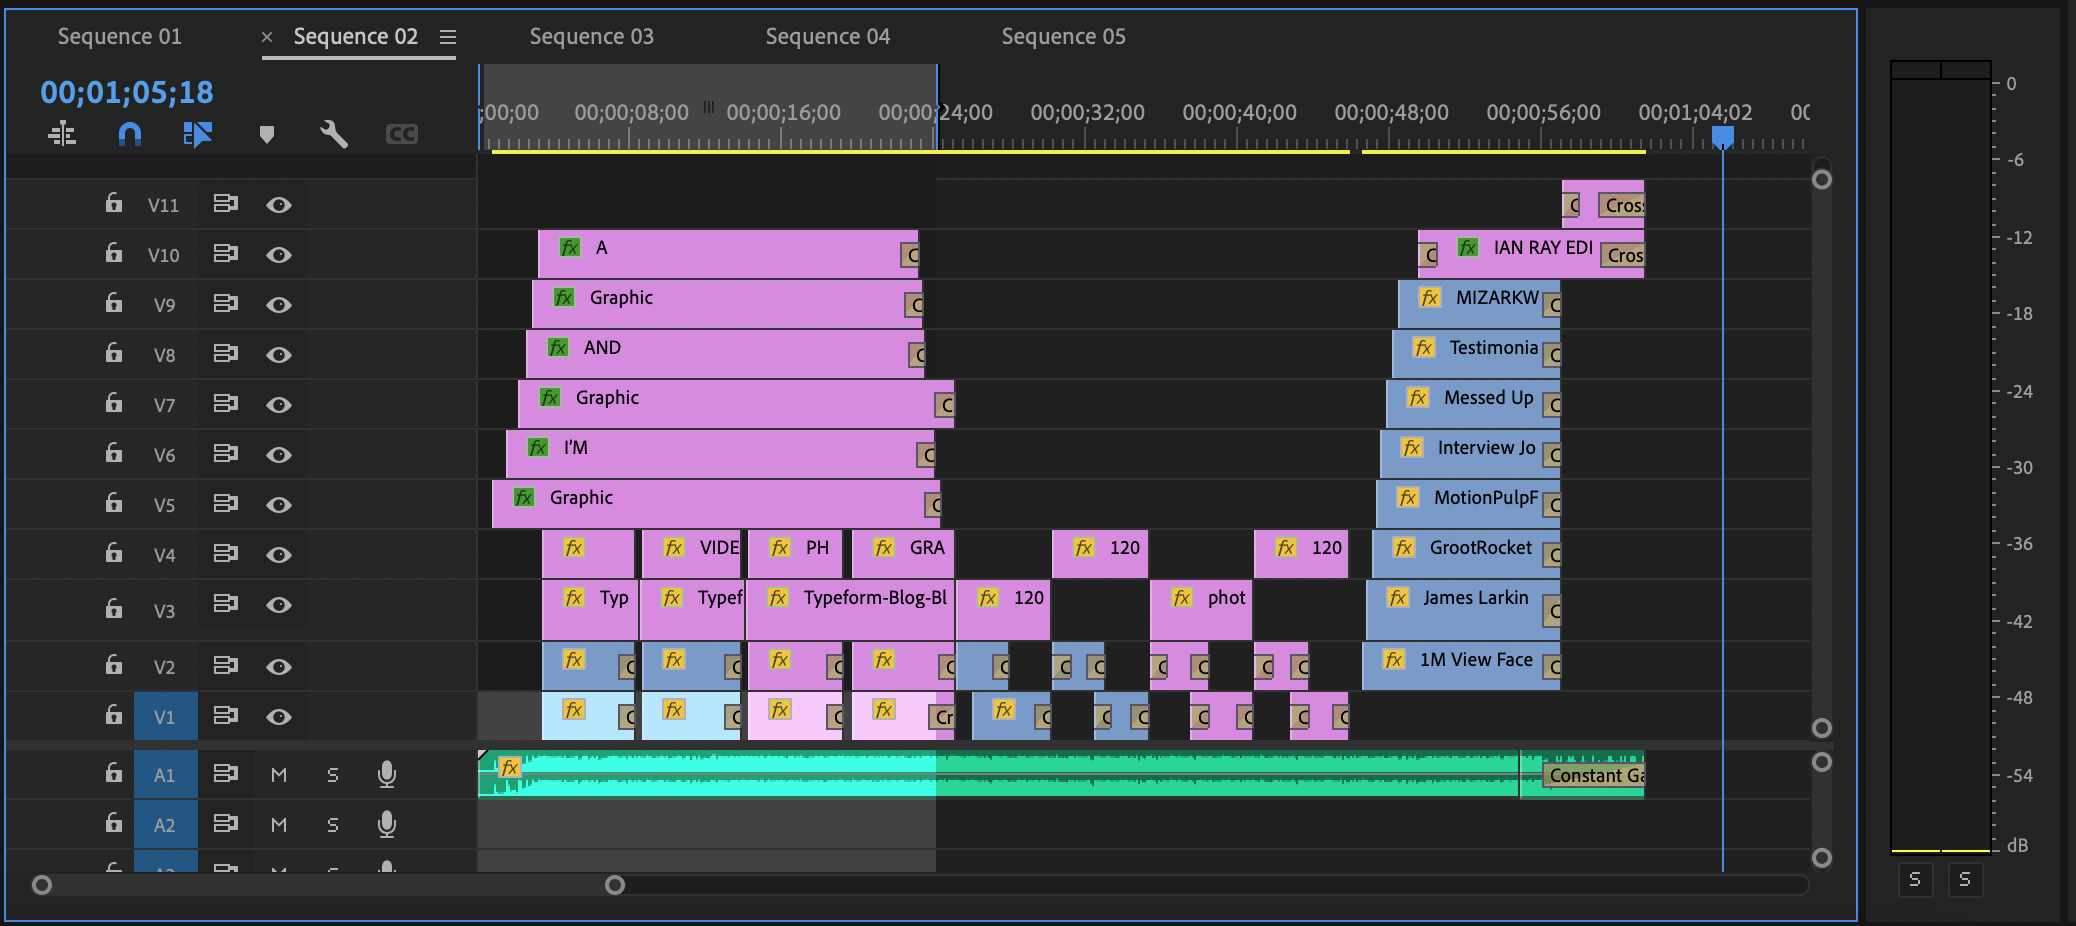 Sequence 01 × Sequence 02 Sequence 03 Sequence 04 Sequence 05
00;01;05;18
;00;00 00;00;08;00 00;00;16;00 00;00;24;00 00;00;32;00 00;00;40;00 00;00;48;00 00;00;56;00 00;01;04;02 00
CC
V11 C Cros
V10 fx A C C fx IAN RAY EDI Cros
V9 fx Graphic C fx MIZARKW C
V8 fx AND C fx Testimonia C
V7 fx Graphic C fx Messed Up C
V6 fx I'M C fx Interview Jo C
V5 fx Graphic C fx MotionPulpF C
V4 fx fx VIDE fx PH fx GRA fx 120 fx 120 fx GrootRocket C
V3 fx Typ fx Typef fx Typeform-Blog-Bl fx 120 fx phot fx James Larkin C
V2 fx C fx C fx C fx C C C C C C C C fx 1M View Face C
V1 fx C fx C fx C fx Cr fx C C C C C C C
A1 M S fx Constant Ga
A2 M S
0
-6
-12
-18
-24
-30
-36
-42
-48
-54
dB
S S